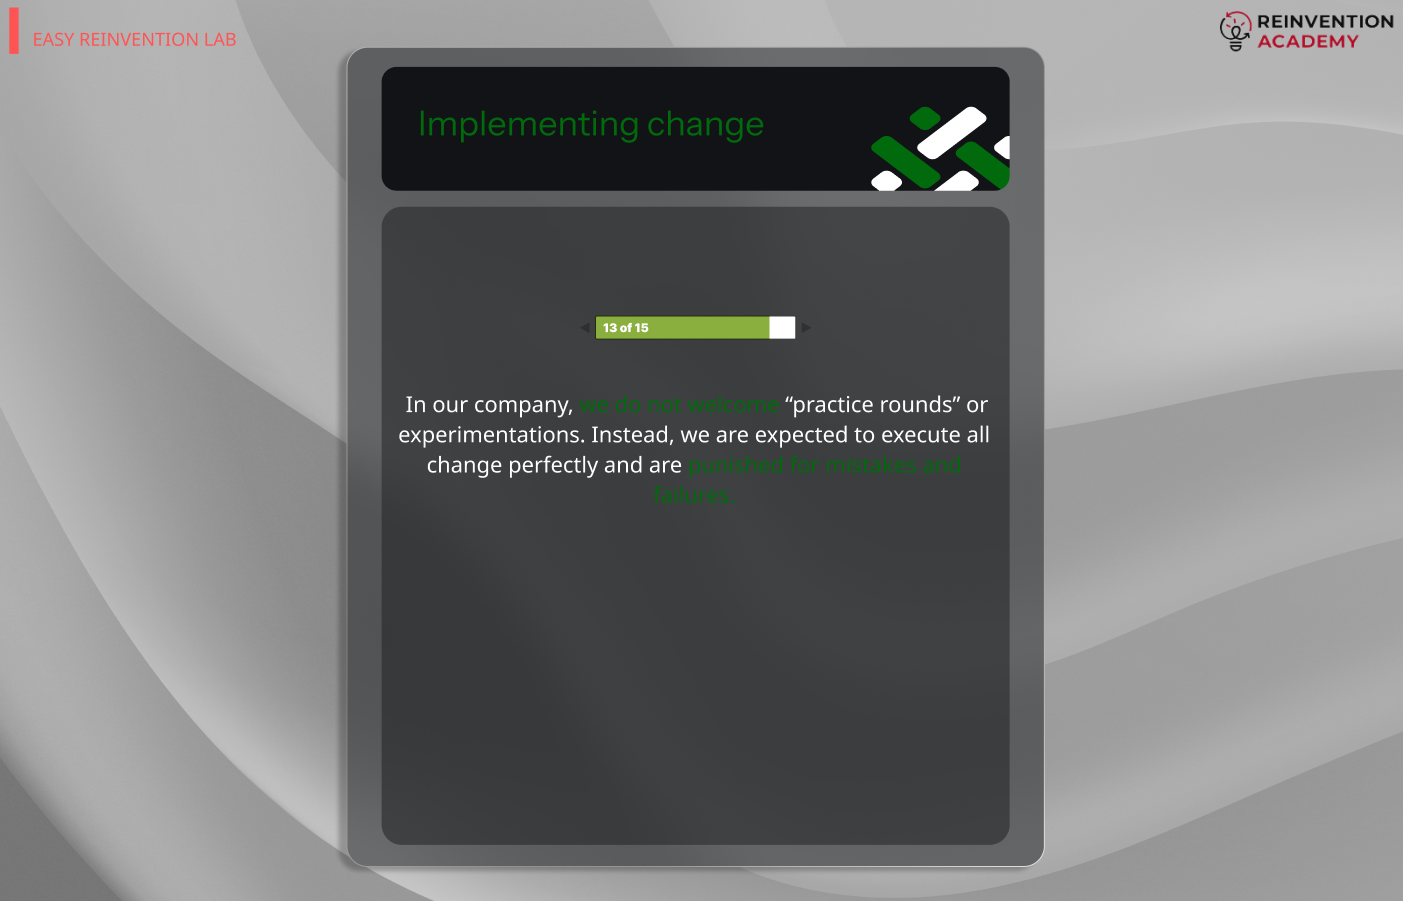 EASY REINVENTION LAB
REINVENTION
ACADEMY
Implementing change
13 of 15
In our company, we do not welcome “practice rounds” or
experimentations. Instead, we are expected to execute all
change perfectly and are punished for mistakes and
failures.